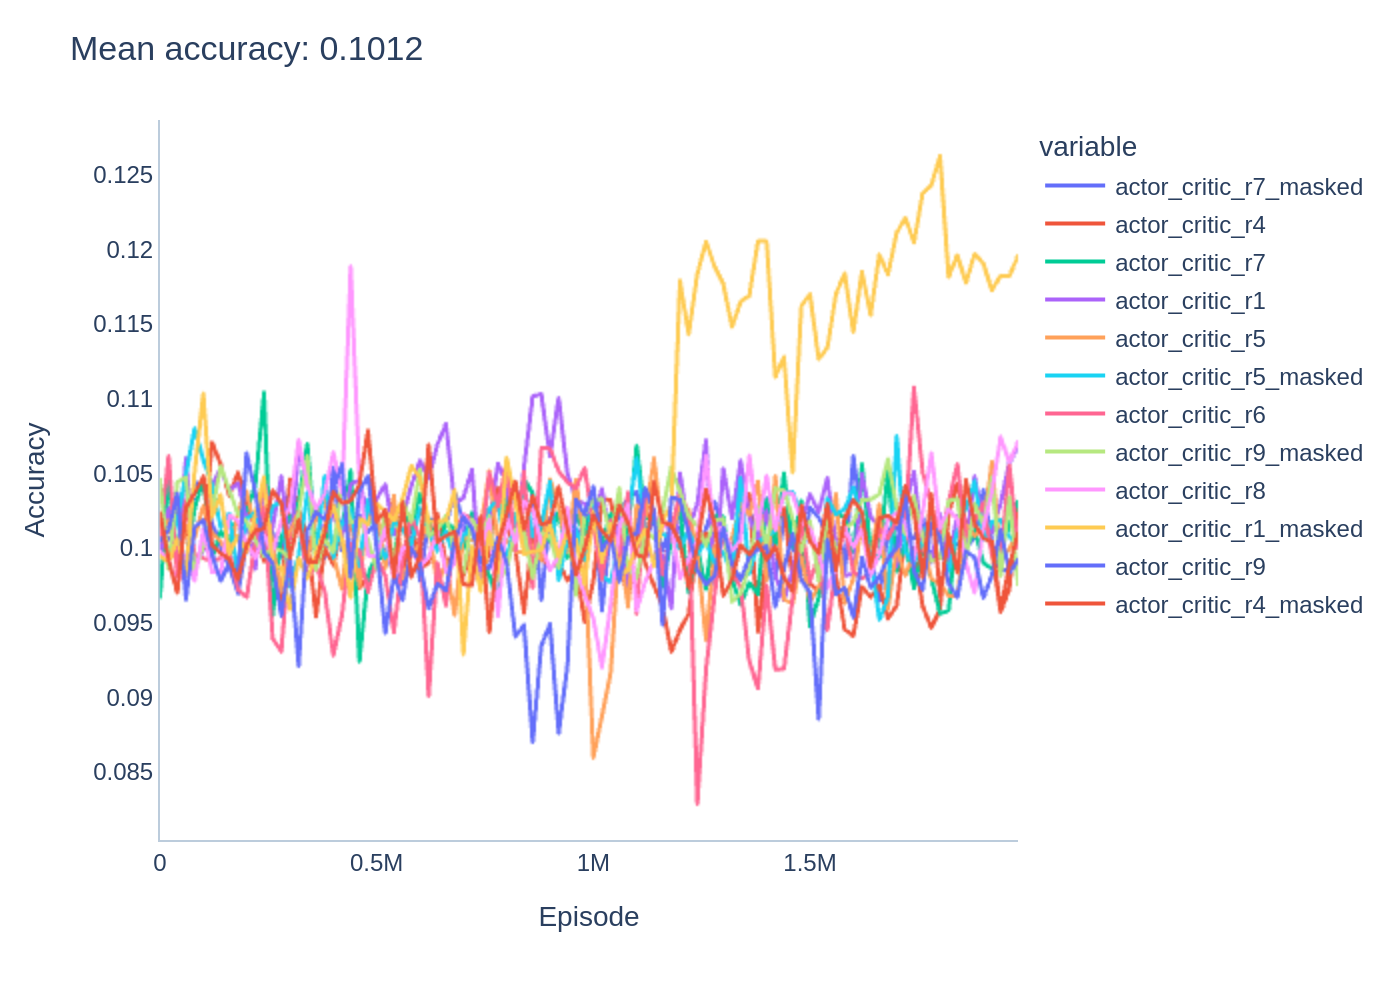 Mean accuracy: 0.1012
variable
actor_critic_r7_masked
actor_critic_r4
actor_critic_r7
actor_critic_r1
actor_critic_r5
actor_critic_r5_masked
actor_critic_r6
actor_critic_r9_masked
actor_critic_r8
actor_critic_r1_masked
actor_critic_r9
actor_critic_r4_masked
0.125
0.12
0.115
0.11
0.105
0.1
0.095
0.09
0.085
Accuracy
0 0.5M 1M 1.5M
Episode